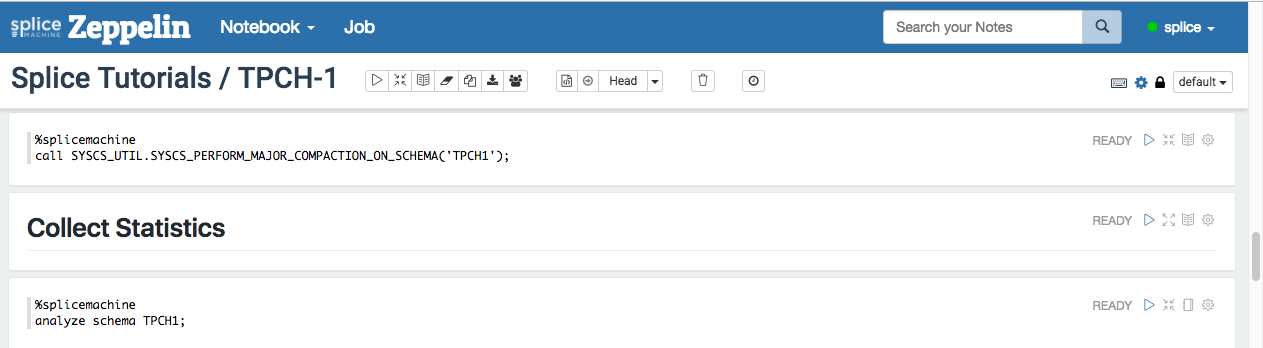 splice MACHINE Zeppelin Notebook Job Search your Notes splice
Splice Tutorials / TPCH-1 Head default
%splicemachine READY
call SYSCS_UTIL.SYSCS_PERFORM_MAJOR_COMPACTION_ON_SCHEMA('TPCH1');
Collect Statistics READY
%splicemachine READY
analyze schema TPCH1;